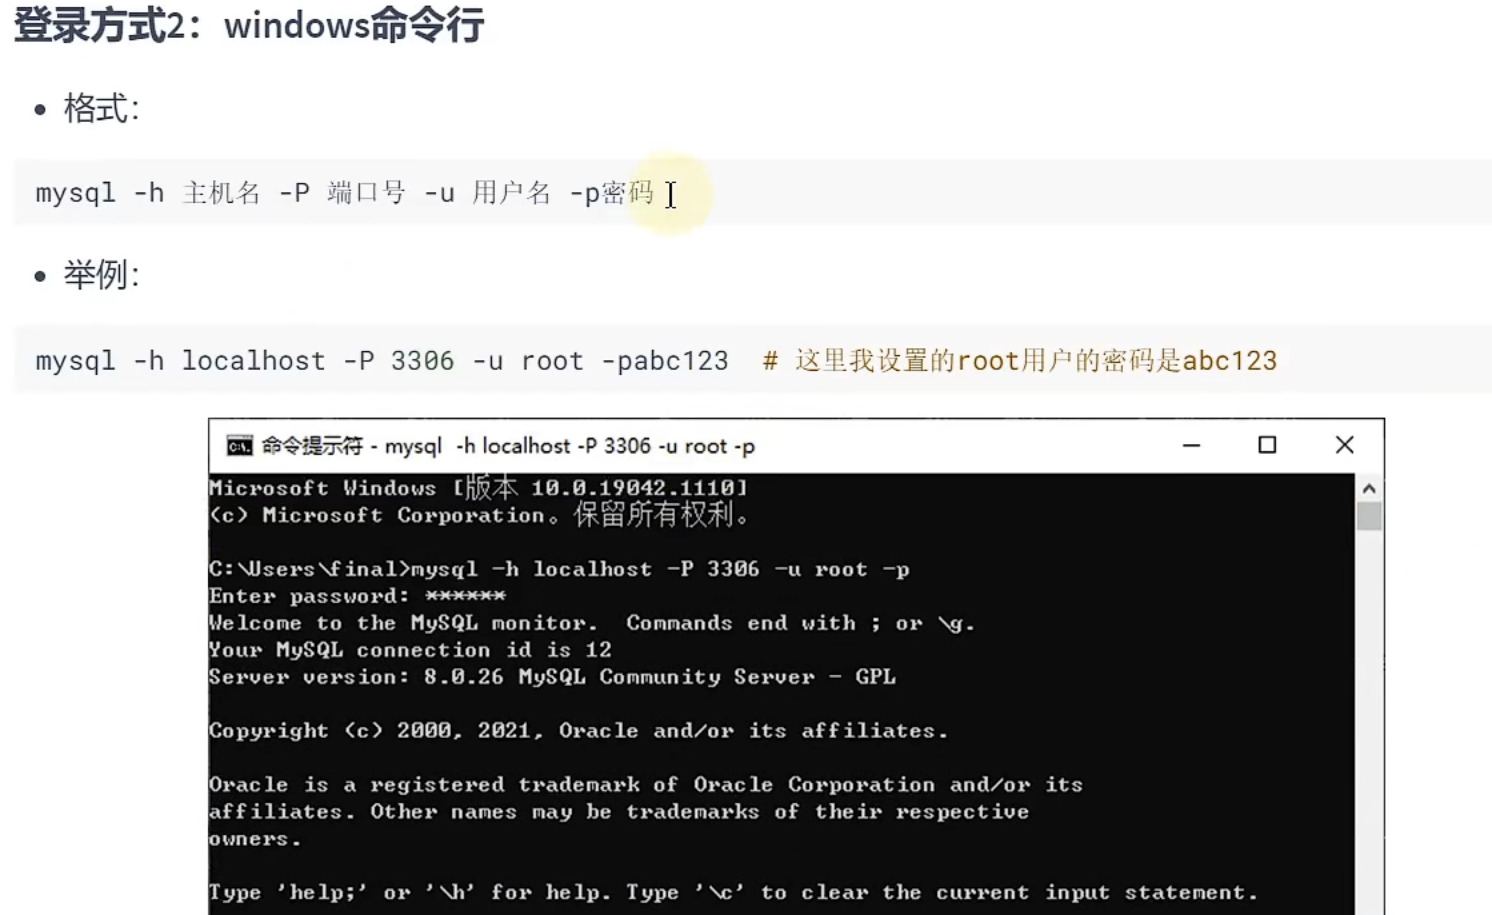 登录方式2：windows命令行
• 格式：
mysql -h 主机名 -P 端口号 -u 用户名 -p密码
• 举例：
mysql -h localhost -P 3306 -u root -pabc123  # 这里我设置的root用户的密码是abc123
命令提示符 - mysql  -h localhost -P 3306 -u root -p
Microsoft Windows [版本 10.0.19042.1110]
(c) Microsoft Corporation。保留所有权利。
C:\Users\final>mysql -h localhost -P 3306 -u root -p
Enter password: ******
Welcome to the MySQL monitor.  Commands end with ; or \g.
Your MySQL connection id is 12
Server version: 8.0.26 MySQL Community Server - GPL
Copyright (c) 2000, 2021, Oracle and/or its affiliates.
Oracle is a registered trademark of Oracle Corporation and/or its
affiliates. Other names may be trademarks of their respective
owners.
Type 'help;' or '\h' for help. Type '\c' to clear the current input statement.